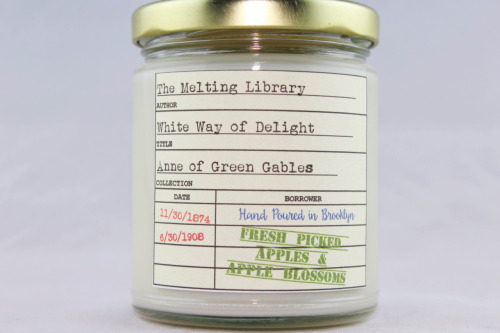 The Melting Library
AUTHOR
White Way of Delight
TITLE
Anne of Green Gables
COLLECTION
DATE BORROWER
11/30/1874 Hand Poured in Brooklyn
6/30/1908 FRESH PICKED
APPLES &
APPLE BLOSSOMS